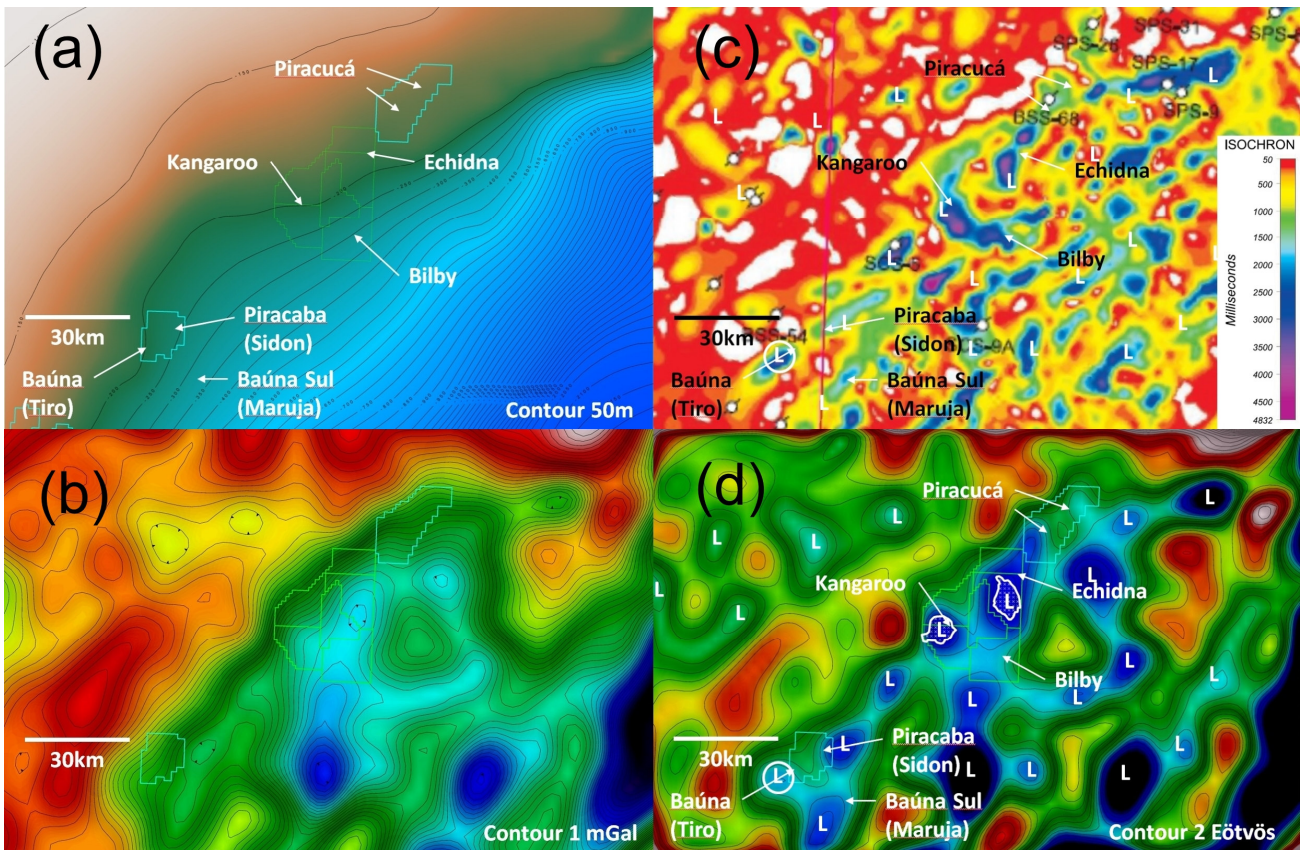 (a)
Piracucá
Kangaroo
Echidna
Bilby
30km
Piracaba
(Sidon)
Baúna
(Tiro)
Baúna Sul
(Maruja)
Contour 50m
(c)
SPS-26
SPS-31
SPS-17
SPS-9
BSS-68
Piracucá
L
L
L
L
L
Kangaroo
Echidna
L
L
Bilby
L
L
L
L
L
L
30km
BSS-54
Piracaba
(Sidon)
L
Baúna
(Tiro)
Baúna Sul
(Maruja)
L
L
L
L
L
ISOCHRON
50
500
1000
1500
2000
2500
3000
3500
4000
4500
4832
Milliseconds
(b)
30km
Contour 1 mGal
(d)
Piracucá
L
L
L
L
L
L
L
Kangaroo
Echidna
L
L
L
Bilby
L
L
L
L
L
30km
Piracaba
(Sidon)
L
L
L
L
L
L
Baúna
(Tiro)
Baúna Sul
(Maruja)
L
Contour 2 Eötvös